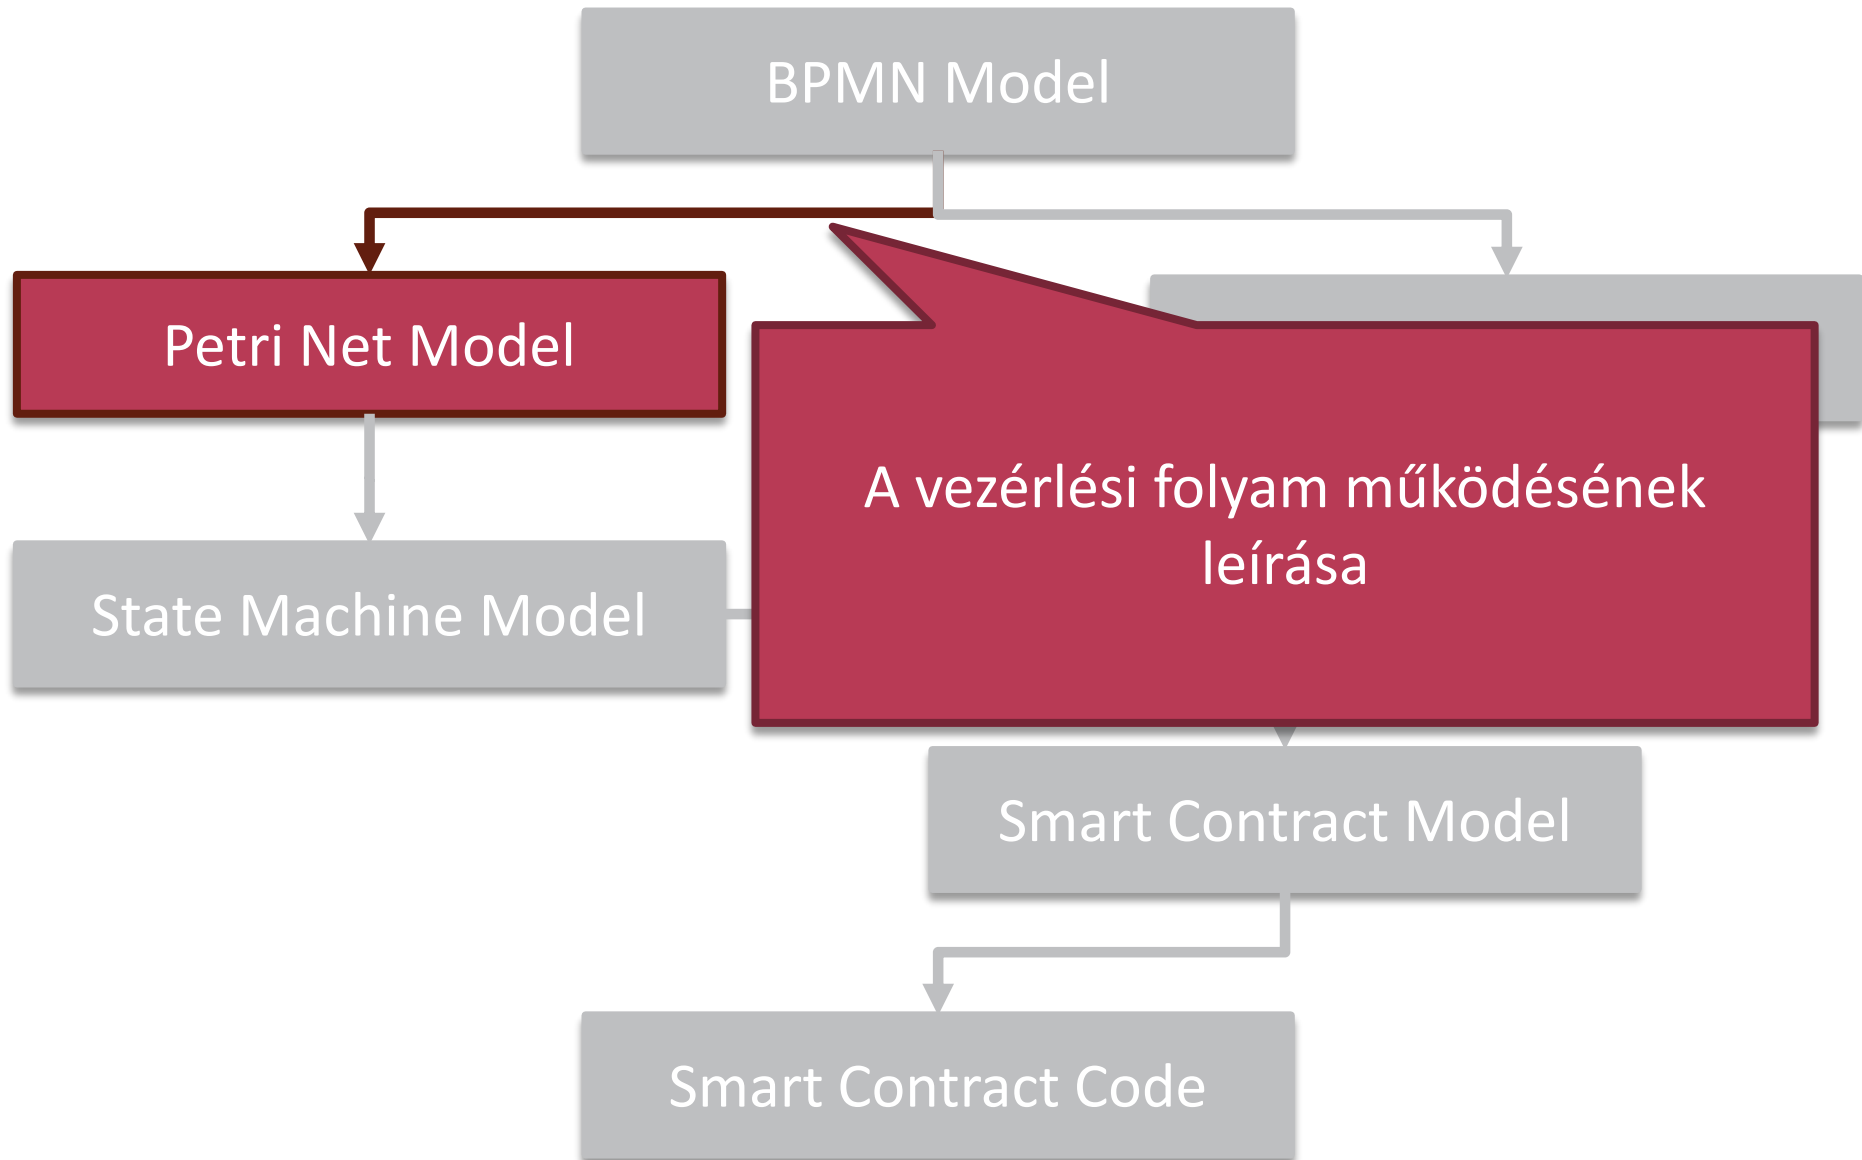 BPMN Model
Petri Net Model
A vezérlési folyam működésének
leírása
State Machine Model
Smart Contract Model
Smart Contract Code